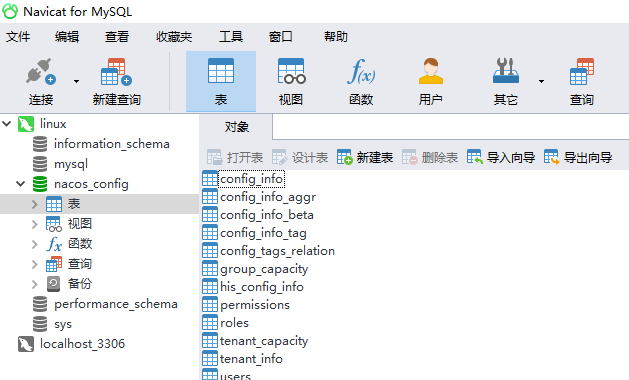 Navicat for MySQL
文件 编辑 查看 收藏夹 工具 窗口 帮助
f(x)
连接 新建查询 表 视图 函数 用户 其它 查询
linux
information_schema
mysql
nacos_config
表
视图
fx 函数
查询
备份
performance_schema
sys
localhost_3306
对象
打开表 设计表 新建表 删除表 导入向导 导出向导
config_info
config_info_aggr
config_info_beta
config_info_tag
config_tags_relation
group_capacity
his_config_info
permissions
roles
tenant_capacity
tenant_info
users